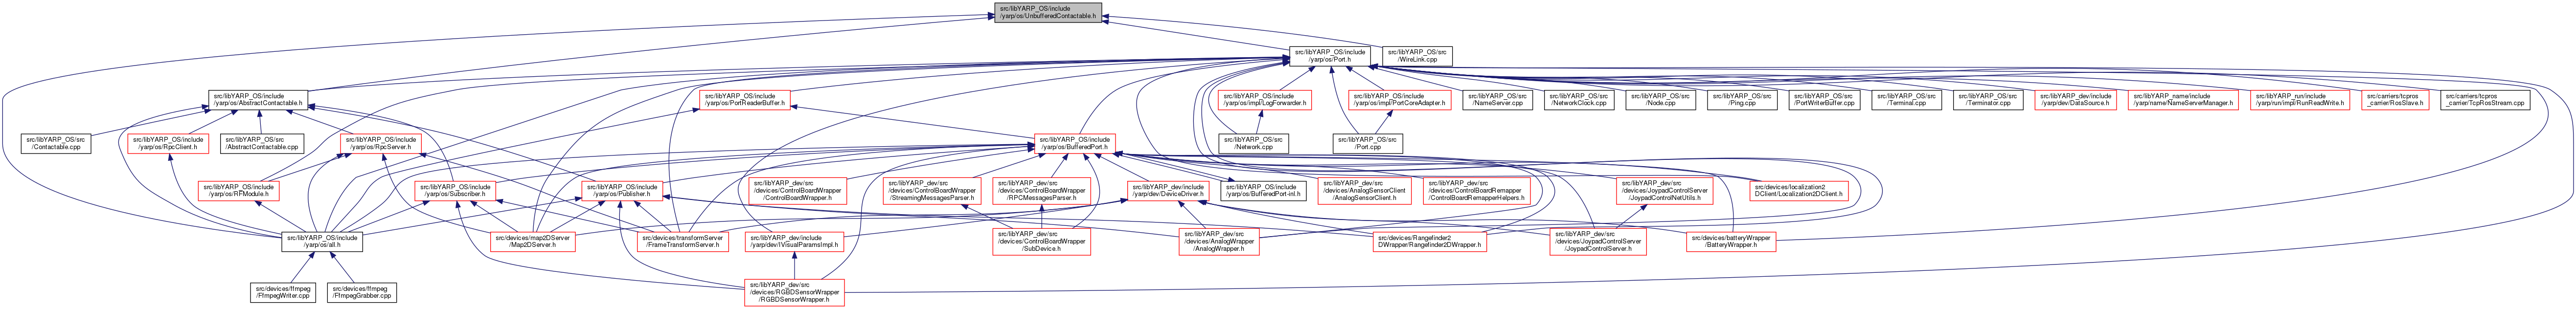 src/libYARP_OS/include
/yarp/os/UnbufferedContactable.h
src/libYARP_OS/include
/yarp/os/Port.h
src/libYARP_OS/src
/WireLink.cpp
src/libYARP_OS/include
/yarp/os/AbstractContactable.h
src/libYARP_OS/include
/yarp/os/PortReaderBuffer.h
src/libYARP_OS/include
/yarp/os/impl/LogForwarder.h
src/libYARP_OS/include
/yarp/os/impl/PortCoreAdapter.h
src/libYARP_OS/src
/NameServer.cpp
src/libYARP_OS/src
/NetworkClock.cpp
src/libYARP_OS/src
/Node.cpp
src/libYARP_OS/src
/Ping.cpp
src/libYARP_OS/src
/PortWriterBuffer.cpp
src/libYARP_OS/src
/Terminal.cpp
src/libYARP_OS/src
/Terminator.cpp
src/libYARP_dev/include
/yarp/dev/DataSource.h
src/libYARP_name/include
/yarp/name/NameServerManager.h
src/libYARP_run/include
/yarp/run/impl/RunReadWrite.h
src/carriers/tcpros
_carrier/RosSlave.h
src/carriers/tcpros
_carrier/TcpRosStream.cpp
src/libYARP_OS/src
/Contactable.cpp
src/libYARP_OS/include
/yarp/os/RpcClient.h
src/libYARP_OS/src
/AbstractContactable.cpp
src/libYARP_OS/include
/yarp/os/RpcServer.h
src/libYARP_OS/include
/yarp/os/BufferedPort.h
src/libYARP_OS/src
/Network.cpp
src/libYARP_OS/src
/Port.cpp
src/libYARP_OS/include
/yarp/os/RFModule.h
src/libYARP_OS/include
/yarp/os/Subscriber.h
src/libYARP_OS/include
/yarp/os/Publisher.h
src/libYARP_dev/src
/devices/ControlBoardWrapper
/ControlBoardWrapper.h
src/libYARP_dev/src
/devices/ControlBoardWrapper
/StreamingMessagesParser.h
src/libYARP_dev/src
/devices/ControlBoardWrapper
/RPCMessagesParser.h
src/libYARP_dev/include
/yarp/dev/DeviceDriver.h
src/libYARP_OS/include
/yarp/os/BufferedPort-inl.h
src/libYARP_dev/src
/devices/AnalogSensorClient
/AnalogSensorClient.h
src/libYARP_dev/src
/devices/ControlBoardRemapper
/ControlBoardRemapperHelpers.h
src/libYARP_dev/src
/devices/JoypadControlServer
/JoypadControlNetUtils.h
src/devices/localization2
DClient/Localization2DClient.h
src/libYARP_OS/include
/yarp/os/all.h
src/devices/map2DServer
/Map2DServer.h
src/devices/transformServer
/FrameTransformServer.h
src/libYARP_dev/include
/yarp/dev/IVisualParamsImpl.h
src/libYARP_dev/src
/devices/ControlBoardWrapper
/SubDevice.h
src/libYARP_dev/src
/devices/AnalogWrapper
/AnalogWrapper.h
src/devices/Rangefinder2
DWrapper/Rangefinder2DWrapper.h
src/libYARP_dev/src
/devices/JoypadControlServer
/JoypadControlServer.h
src/devices/batteryWrapper
/BatteryWrapper.h
src/devices/ffmpeg
/FfmpegWriter.cpp
src/devices/ffmpeg
/FfmpegGrabber.cpp
src/libYARP_dev/src
/devices/RGBDSensorWrapper
/RGBDSensorWrapper.h